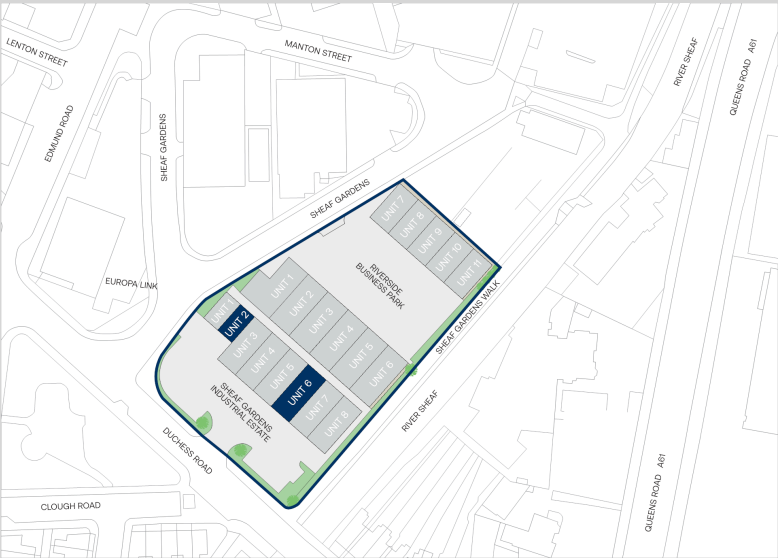 LENTON STREET
MANTON STREET
RIVER SHEAF
QUEENS ROAD A61
EDMUND ROAD
SHEAF GARDENS
SHEAF GARDENS
UNIT 7
UNIT 8
UNIT 9
UNIT 10
UNIT 11
RIVERSIDE
BUSINESS PARK
EUROPA LINK
UNIT 1
UNIT 2
UNIT 3
UNIT 4
UNIT 5
UNIT 6
SHEAF GARDENS WALK
UNIT 1
UNIT 2
UNIT 3
UNIT 4
UNIT 5
UNIT 6
UNIT 7
UNIT 8
SHEAF GARDENS
INDUSTRIAL ESTATE
RIVER SHEAF
DUCHESS ROAD
CLOUGH ROAD
QUEENS ROAD A61